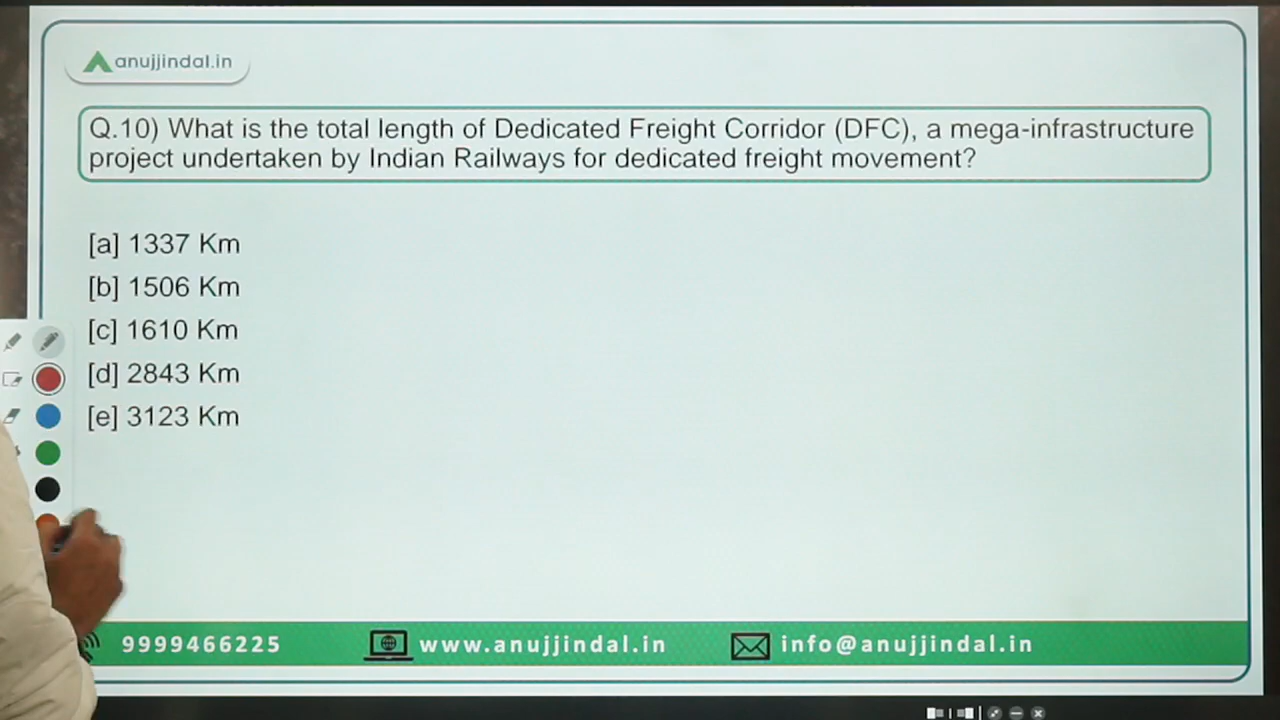 anujjindal.in
Q.10) What is the total length of Dedicated Freight Corridor (DFC), a mega-infrastructure
project undertaken by Indian Railways for dedicated freight movement?
[a] 1337 Km
[b] 1506 Km
[c] 1610 Km
[d] 2843 Km
[e] 3123 Km
9999466225 www.anujjindal.in info@anujjindal.in